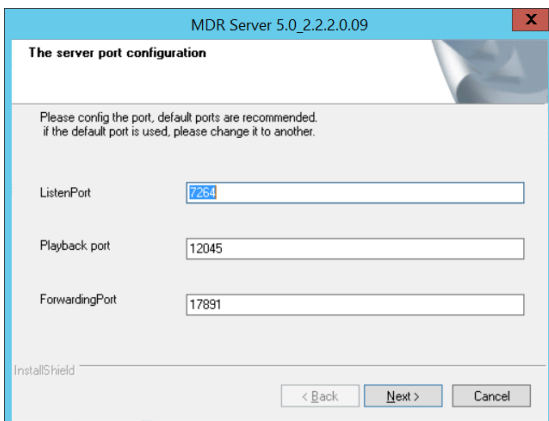 MDR Server 5.0_2.2.2.0.09
X
The server port configuration
Please config the port, default ports are recommended.
if the default port is used, please change it to another.
ListenPort
7264
Playback port
12045
ForwardingPort
17891
InstallShield
< Back
Next >
Cancel